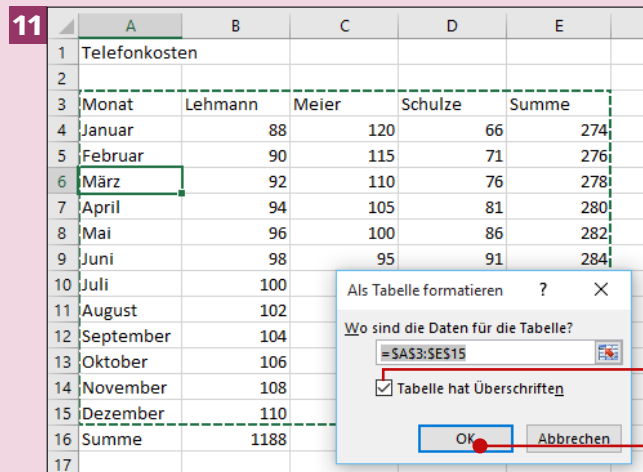 11
A B C D E
1 Telefonkosten
2
3 Monat Lehmann Meier Schulze Summe
4 Januar 88 120 66 274
5 Februar 90 115 71 276
6 März 92 110 76 278
7 April 94 105 81 280
8 Mai 96 100 86 282
9 Juni 98 95 91 284
10 Juli 100
11 August 102
12 September 104
13 Oktober 106
14 November 108
15 Dezember 110
16 Summe 1188
17
Als Tabelle formatieren ? ×
Wo sind die Daten für die Tabelle?
=$A$3:$E$15
Tabelle hat Überschriften
OK Abbrechen